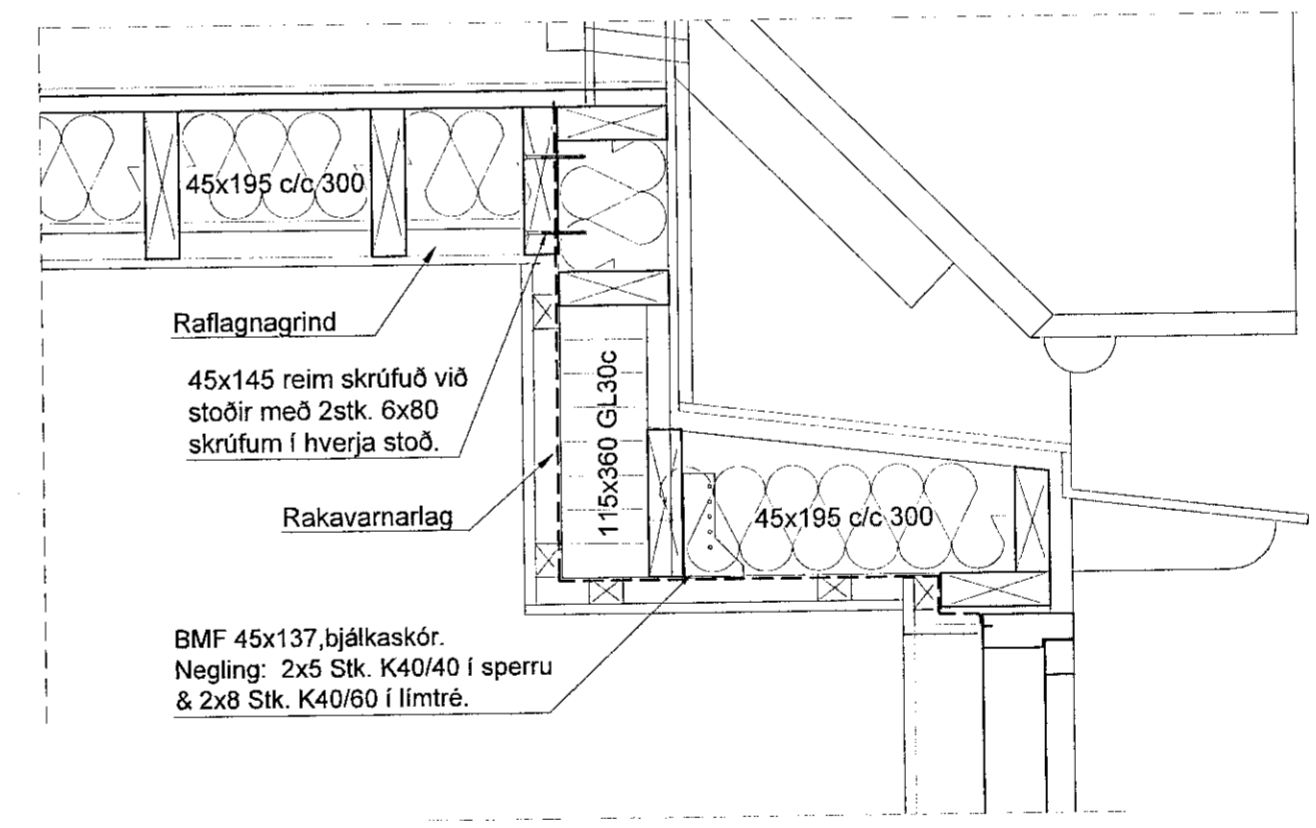 45x195 c/c 300
Raflagnagrind
45x145 reim skrúfuð við
stoðir með 2stk. 6x80
skrúfum í hverja stoð.
115x360 GL30c
Rakavarnarlag
45x195 c/c 300
BMF 45x137,bjálkaskór.
Negling: 2x5 Stk. K40/40 í sperru
& 2x8 Stk. K40/60 í límtré.